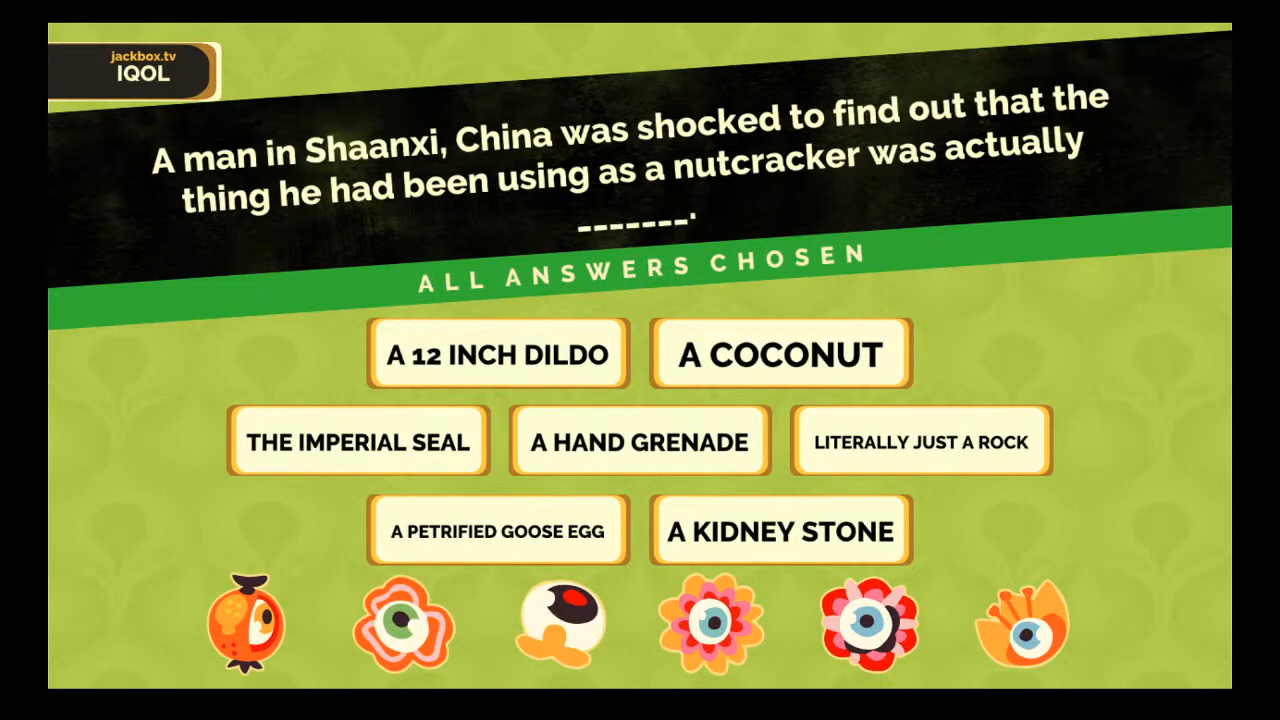 jackbox.tv
IQOL
A man in Shaanxi, China was shocked to find out that the
thing he had been using as a nutcracker was actually
_______.
ALL ANSWERS CHOSEN
A 12 INCH DILDO
A COCONUT
THE IMPERIAL SEAL
A HAND GRENADE
LITERALLY JUST A ROCK
A PETRIFIED GOOSE EGG
A KIDNEY STONE